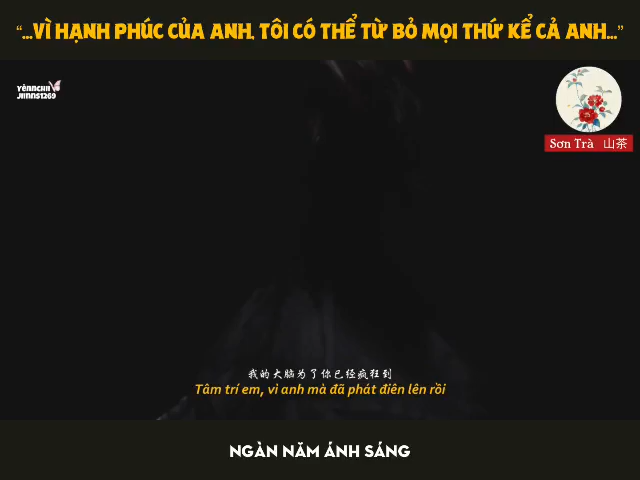 “...VÌ HẠNH PHÚC CỦA ANH, TÔI CÓ THỂ TỪ BỎ MỌI THỨ KỂ CẢ ANH...”
YÊNNCHII
JIINNS1269
Sơn Trà 山茶
我的大脑为了你已经疯狂到
Tâm trí em, vì anh mà đã phát điên lên rồi
NGÀN NĂM ÁNH SÁNG